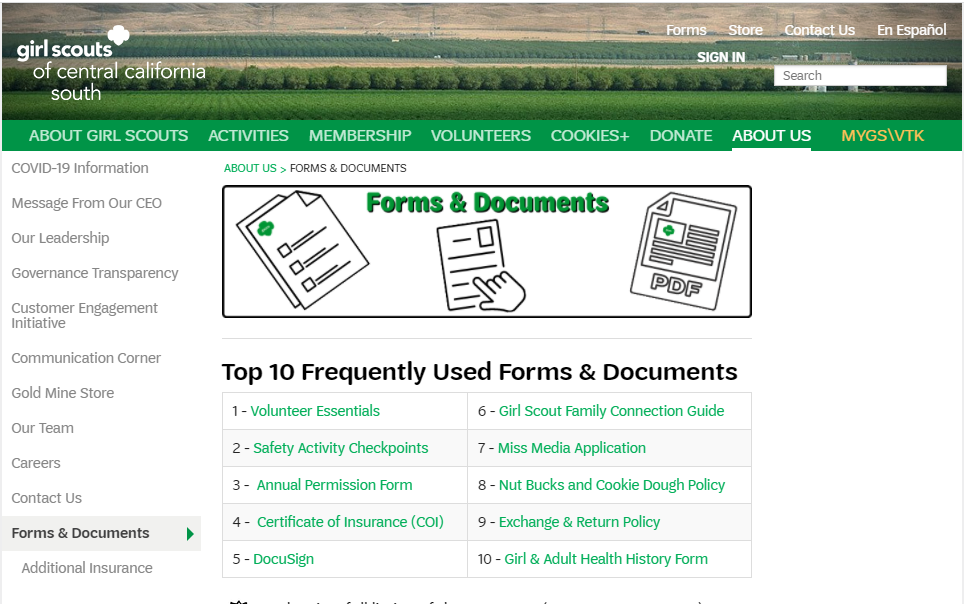 Forms Store Contact Us En Español
girl scouts
of central california
south
SIGN IN
Search
ABOUT GIRL SCOUTS ACTIVITIES MEMBERSHIP VOLUNTEERS COOKIES+ DONATE ABOUT US MYGS\VTK
COVID-19 Information
Message From Our CEO
Our Leadership
Governance Transparency
Customer Engagement
Initiative
Communication Corner
Gold Mine Store
Our Team
Careers
Contact Us
Forms & Documents
Additional Insurance
ABOUT US > FORMS & DOCUMENTS
Forms & Documents
PDF
Top 10 Frequently Used Forms & Documents
1 - Volunteer Essentials
6 - Girl Scout Family Connection Guide
2 - Safety Activity Checkpoints
7 - Miss Media Application
3 - Annual Permission Form
8 - Nut Bucks and Cookie Dough Policy
4 - Certificate of Insurance (COI)
9 - Exchange & Return Policy
5 - DocuSign
10 - Girl & Adult Health History Form